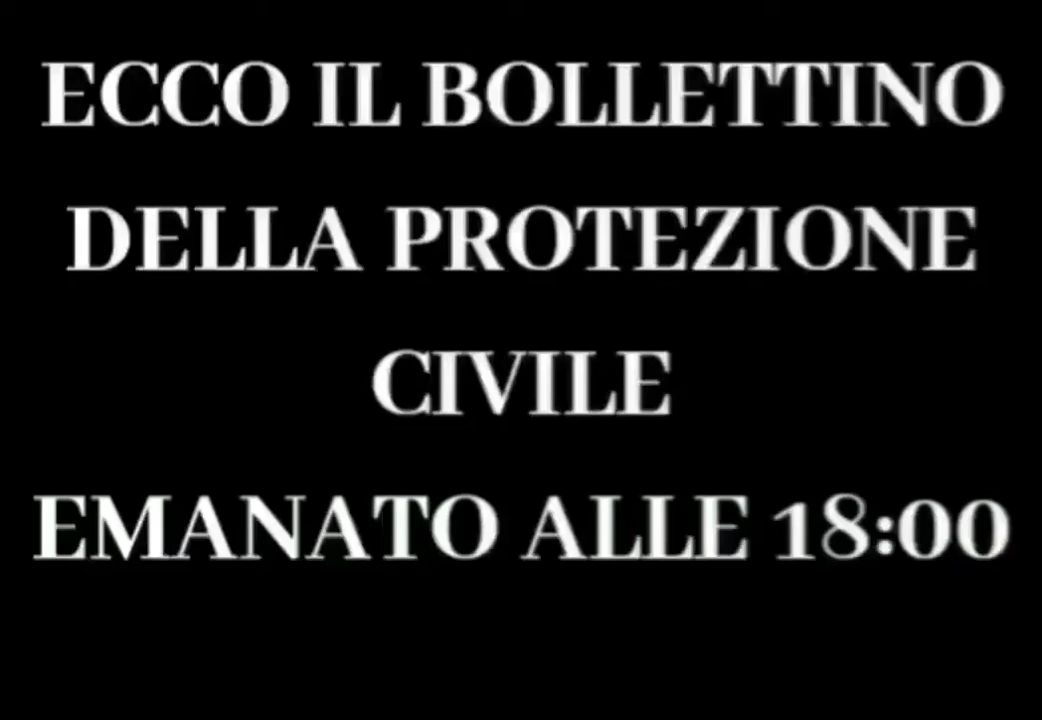 ECCO IL BOLLETTINO
DELLA PROTEZIONE
CIVILE
EMANATO ALLE 18:00